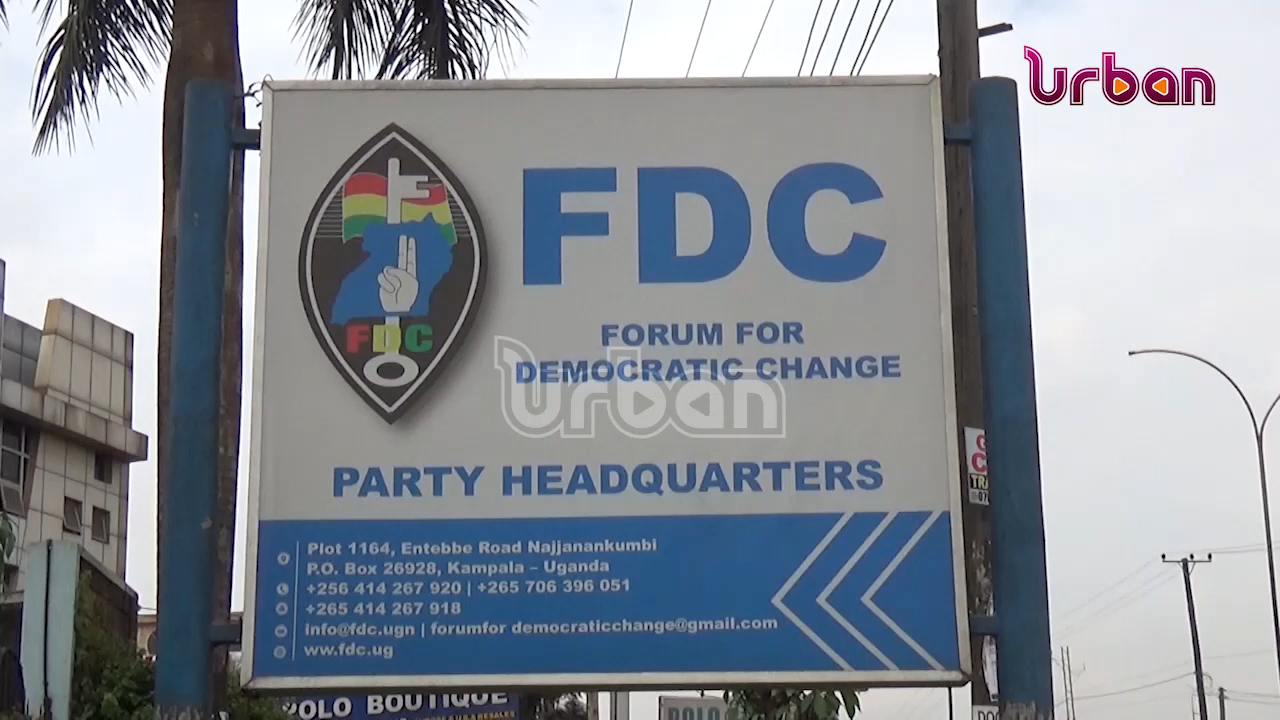 Urban
FDC
FDC
FORUM FOR
DEMOCRATIC CHANGE
Urban
PARTY HEADQUARTERS
Plot 1164, Entebbe Road Najjanankumbi
P.O. Box 26928, Kampala – Uganda
+256 414 267 920 | +265 706 396 051
+265 414 267 918
info@fdc.ugn | forumfor democraticchange@gmail.com
ww.fdc.ug
POLO BOUTIQUE
POLO